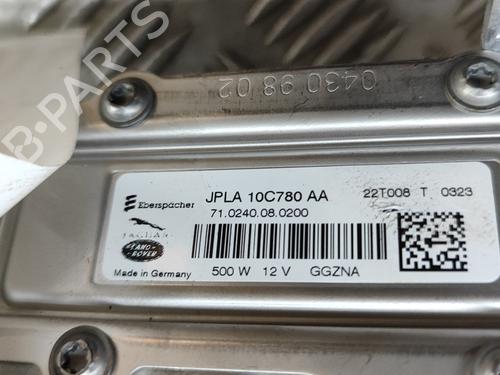 B-PARTS
0430 98 02
Eberspächer
JPLA 10C780 AA
22T008 T 0323
71.0240.08.0200
JAGUAR
LAND-
ROVER
Made in Germany
500 W 12 V GGZNA